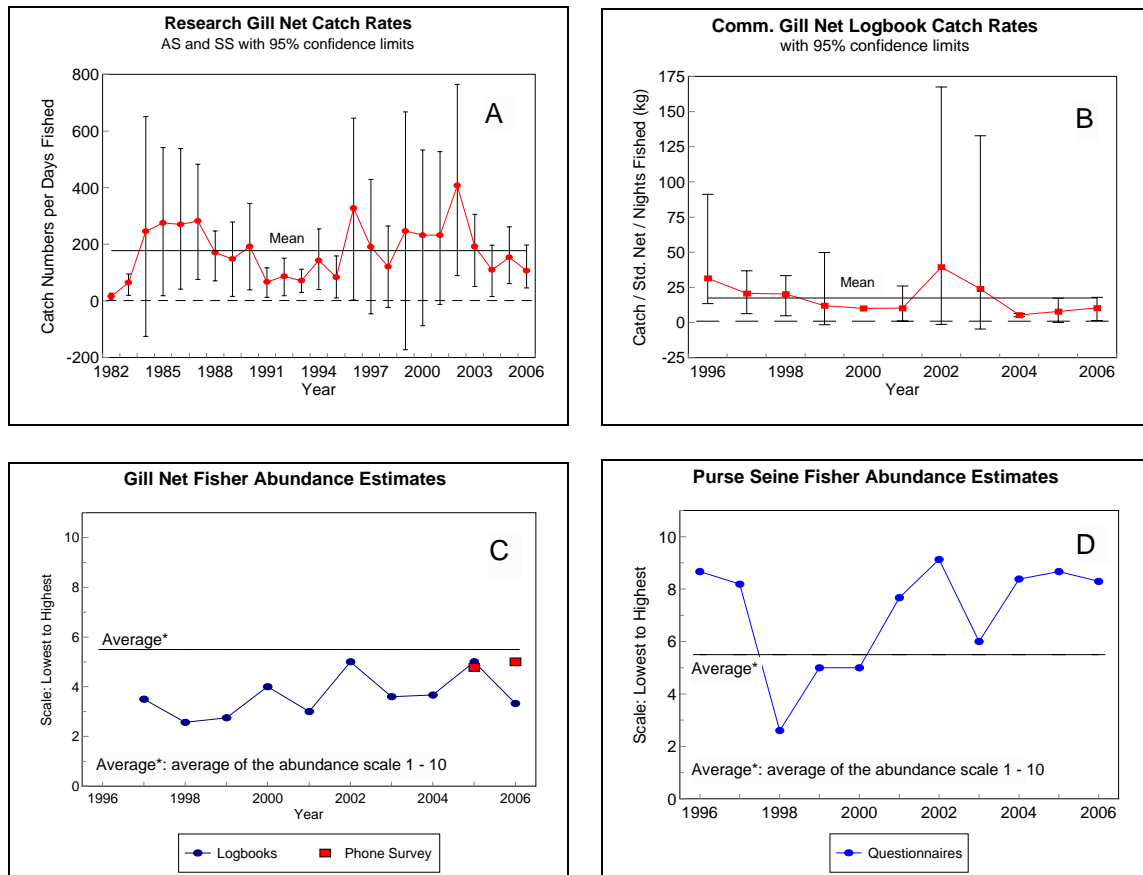 Research Gill Net Catch Rates
AS and SS with 95% confidence limits
A
Catch Numbers per Days Fished
800
600
400
200
0
-200
Mean
1982 1985 1988 1991 1994 1997 2000 2003 2006
Year
Comm. Gill Net Logbook Catch Rates
with 95% confidence limits
B
Catch / Std. Net / Nights Fished (kg)
175
150
125
100
75
50
25
0
-25
Mean
1996 1998 2000 2002 2004 2006
Year
Gill Net Fisher Abundance Estimates
C
Scale: Lowest to Highest
10
8
6
4
2
0
Average*
Average*: average of the abundance scale 1 - 10
1996 1998 2000 2002 2004 2006
Year
Logbooks Phone Survey
Purse Seine Fisher Abundance Estimates
D
Scale: Lowest to Highest
10
8
6
4
2
0
Average*
Average*: average of the abundance scale 1 - 10
1996 1998 2000 2002 2004 2006
Questionnaires